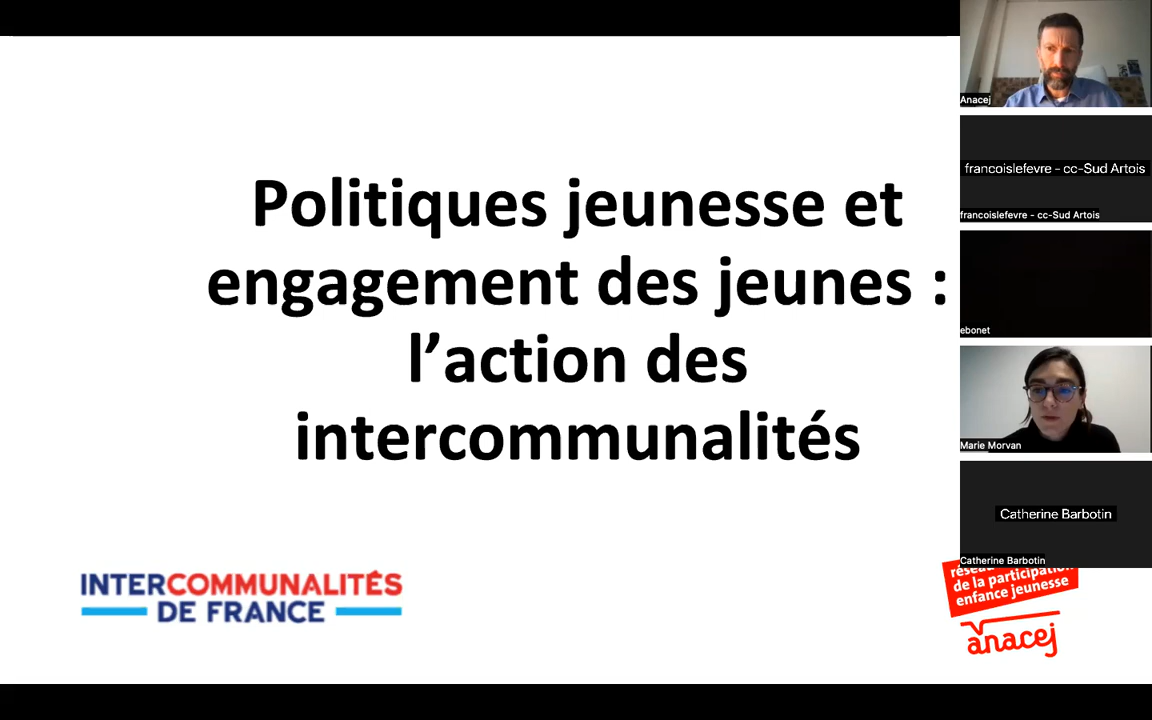 Politiques jeunesse et
engagement des jeunes :
l’action des
intercommunalités
INTERCOMMUNALITÉS
DE FRANCE
Anacej
francoislefevre - cc-Sud Artois
francoislefevre - cc-Sud Artois
ebonet
Marie Morvan
Catherine Barbotin
Catherine Barbotin
réseau
de la participation
enfance jeunesse
anacej